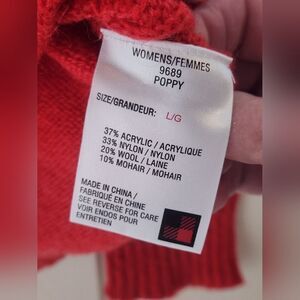 WOMENS/FEMMES
9689
POPPY
SIZE/GRANDEUR: L/G
37% ACRYLIC / ACRYLIQUE
33% NYLON / NYLON
20% WOOL / LAINE
10% MOHAIR / MOHAIR
MADE IN CHINA /
FABRIQUÉ EN CHINE
SEE REVERSE FOR CARE
VOIR ENDOS POUR
ENTRETIEN